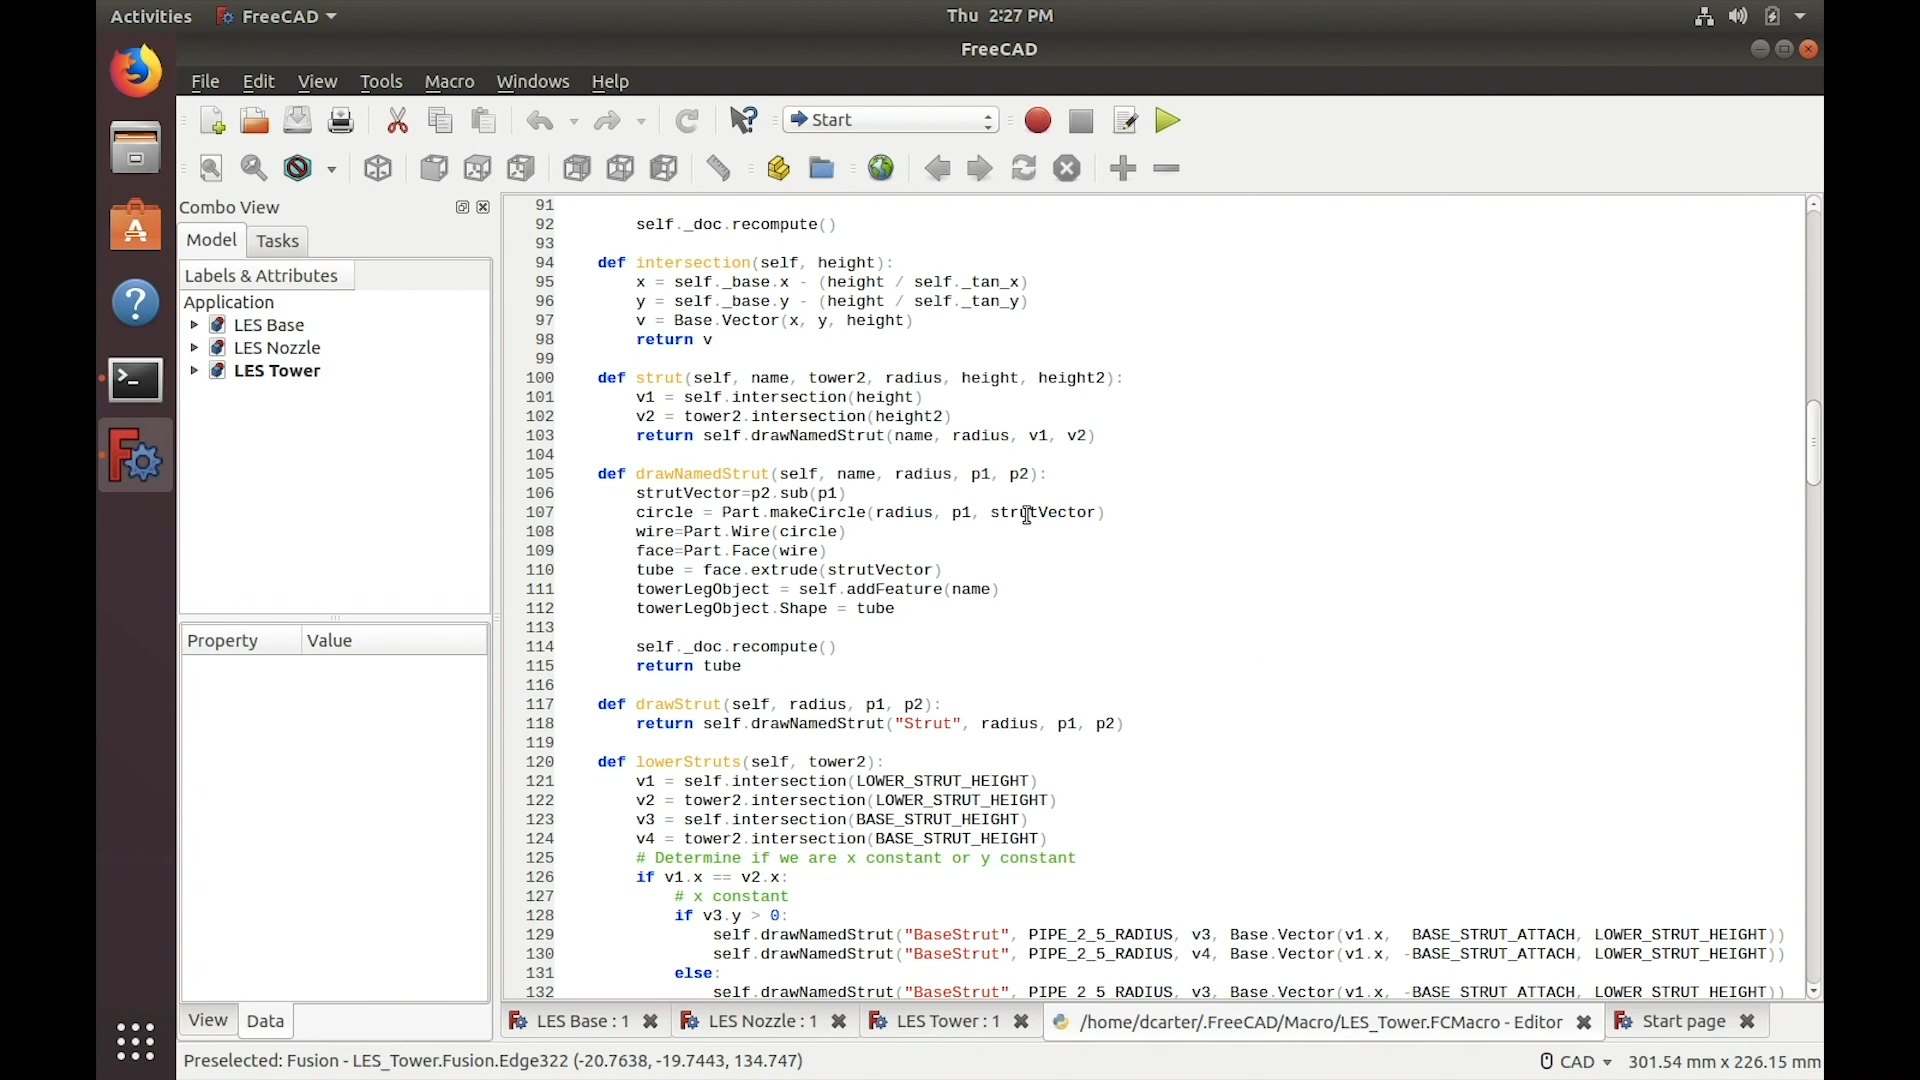 Activities FreeCAD Thu 2:27 PM
FreeCAD
File Edit View Tools Macro Windows Help
Start
Combo View
Model Tasks
Labels & Attributes
Application
LES Base
LES Nozzle
LES Tower
Property Value
View Data
91
92 self._doc.recompute()
93
94 def intersection(self, height):
95 x = self._base.x - (height / self._tan_x)
96 y = self._base.y - (height / self._tan_y)
97 v = Base.Vector(x, y, height)
98 return v
99
100 def strut(self, name, tower2, radius, height, height2):
101 v1 = self.intersection(height)
102 v2 = tower2.intersection(height2)
103 return self.drawNamedStrut(name, radius, v1, v2)
104
105 def drawNamedStrut(self, name, radius, p1, p2):
106 strutVector=p2.sub(p1)
107 circle = Part.makeCircle(radius, p1, strutVector)
108 wire=Part.Wire(circle)
109 face=Part.Face(wire)
110 tube = face.extrude(strutVector)
111 towerLegObject = self.addFeature(name)
112 towerLegObject.Shape = tube
113
114 self._doc.recompute()
115 return tube
116
117 def drawStrut(self, radius, p1, p2):
118 return self.drawNamedStrut("Strut", radius, p1, p2)
119
120 def lowerStruts(self, tower2):
121 v1 = self.intersection(LOWER_STRUT_HEIGHT)
122 v2 = tower2.intersection(LOWER_STRUT_HEIGHT)
123 v3 = self.intersection(BASE_STRUT_HEIGHT)
124 v4 = tower2.intersection(BASE_STRUT_HEIGHT)
125 # Determine if we are x constant or y constant
126 if v1.x == v2.x:
127 # x constant
128 if v3.y > 0:
129 self.drawNamedStrut("BaseStrut", PIPE_2_5_RADIUS, v3, Base.Vector(v1.x, BASE_STRUT_ATTACH, LOWER_STRUT_HEIGHT))
130 self.drawNamedStrut("BaseStrut", PIPE_2_5_RADIUS, v4, Base.Vector(v1.x, -BASE_STRUT_ATTACH, LOWER_STRUT_HEIGHT))
131 else:
132 self.drawNamedStrut("BaseStrut", PIPE_2_5_RADIUS, v3, Base.Vector(v1.x, -BASE_STRUT_ATTACH, LOWER_STRUT_HEIGHT))
LES Base : 1 LES Nozzle : 1 LES Tower : 1 /home/dcarter/.FreeCAD/Macro/LES_Tower.FCMacro - Editor Start page
Preselected: Fusion - LES_Tower.Fusion.Edge322 (-20.7638, -19.7443, 134.747) CAD 301.54 mm x 226.15 mm